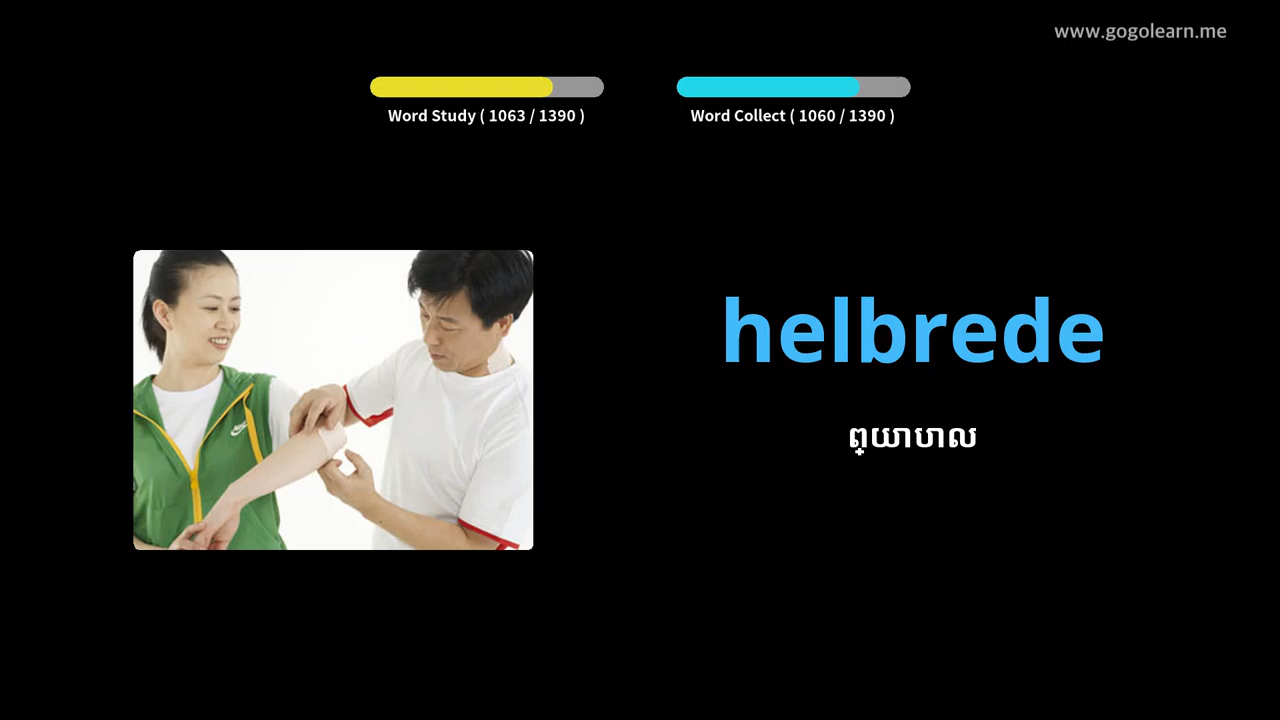 www.gogolearn.me
Word Study ( 1063 / 1390 )
Word Collect ( 1060 / 1390 )
helbrede
ព្យាបាល